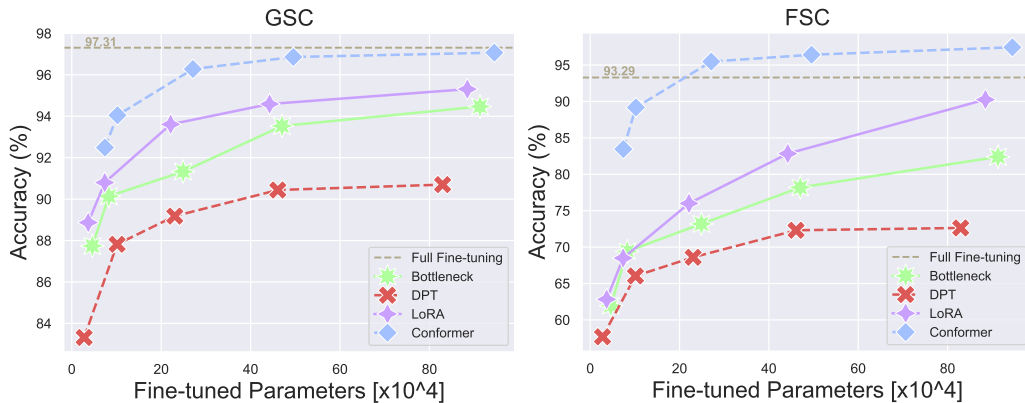 GSC
97.31
98
96
94
92
90
88
86
84
Accuracy (%)
0 20 40 60 80
Fine-tuned Parameters [x10^4]
Full Fine-tuning
Bottleneck
DPT
LoRA
Conformer
FSC
93.29
95
90
85
80
75
70
65
60
Accuracy (%)
0 20 40 60 80
Fine-tuned Parameters [x10^4]
Full Fine-tuning
Bottleneck
DPT
LoRA
Conformer